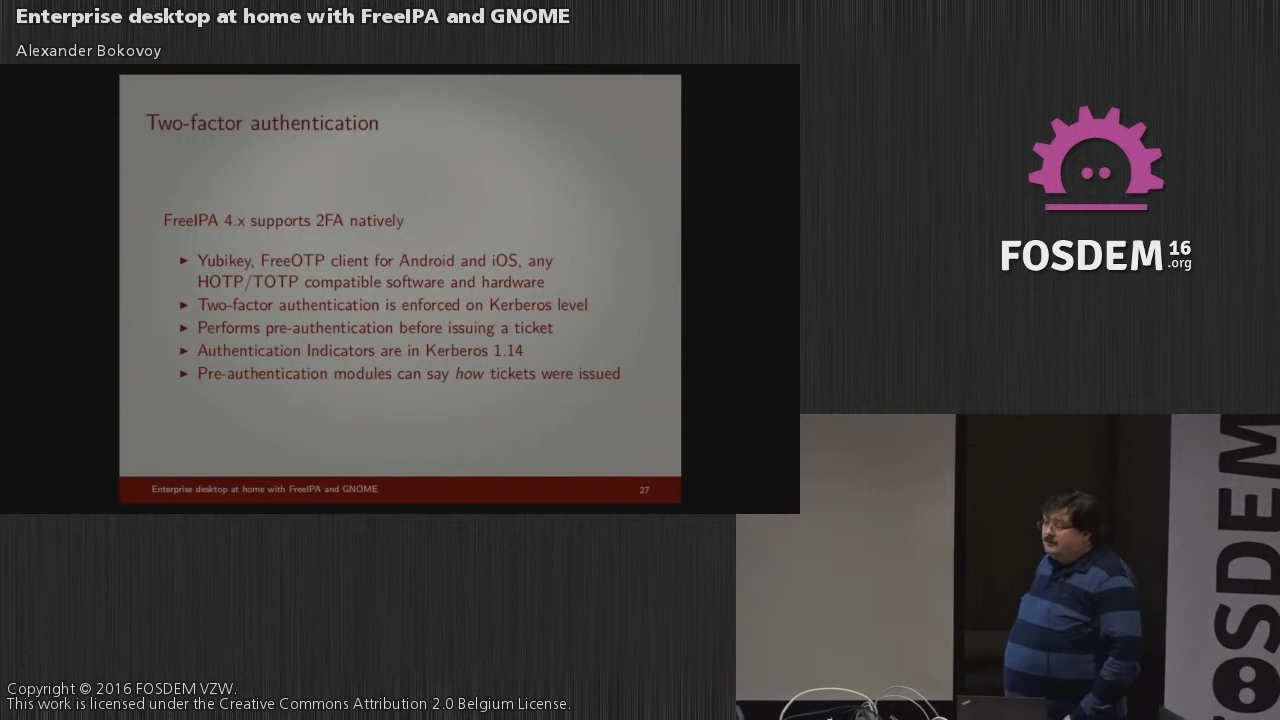 Enterprise desktop at home with FreeIPA and GNOME
Alexander Bokovoy
Two-factor authentication
FreeIPA 4.x supports 2FA natively
► Yubikey, FreeOTP client for Android and iOS, any
HOTP/TOTP compatible software and hardware
► Two-factor authentication is enforced on Kerberos level
► Performs pre-authentication before issuing a ticket
► Authentication Indicators are in Kerberos 1.14
► Pre-authentication modules can say how tickets were issued
Enterprise desktop at home with FreeIPA and GNOME 27
FOSDEM 16
.org
FOSDEM
Copyright © 2016 FOSDEM VZW.
This work is licensed under the Creative Commons Attribution 2.0 Belgium License.